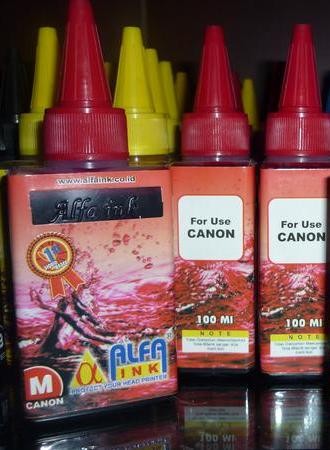 www.alfaink.co.id
Alfa ink
1st
ALFA
INK
PROTECT YOUR HEAD PRINTER
M
CANON
For Use
CANON
100 Ml
NOTE
For Use
CANON
100 Ml
NOTE